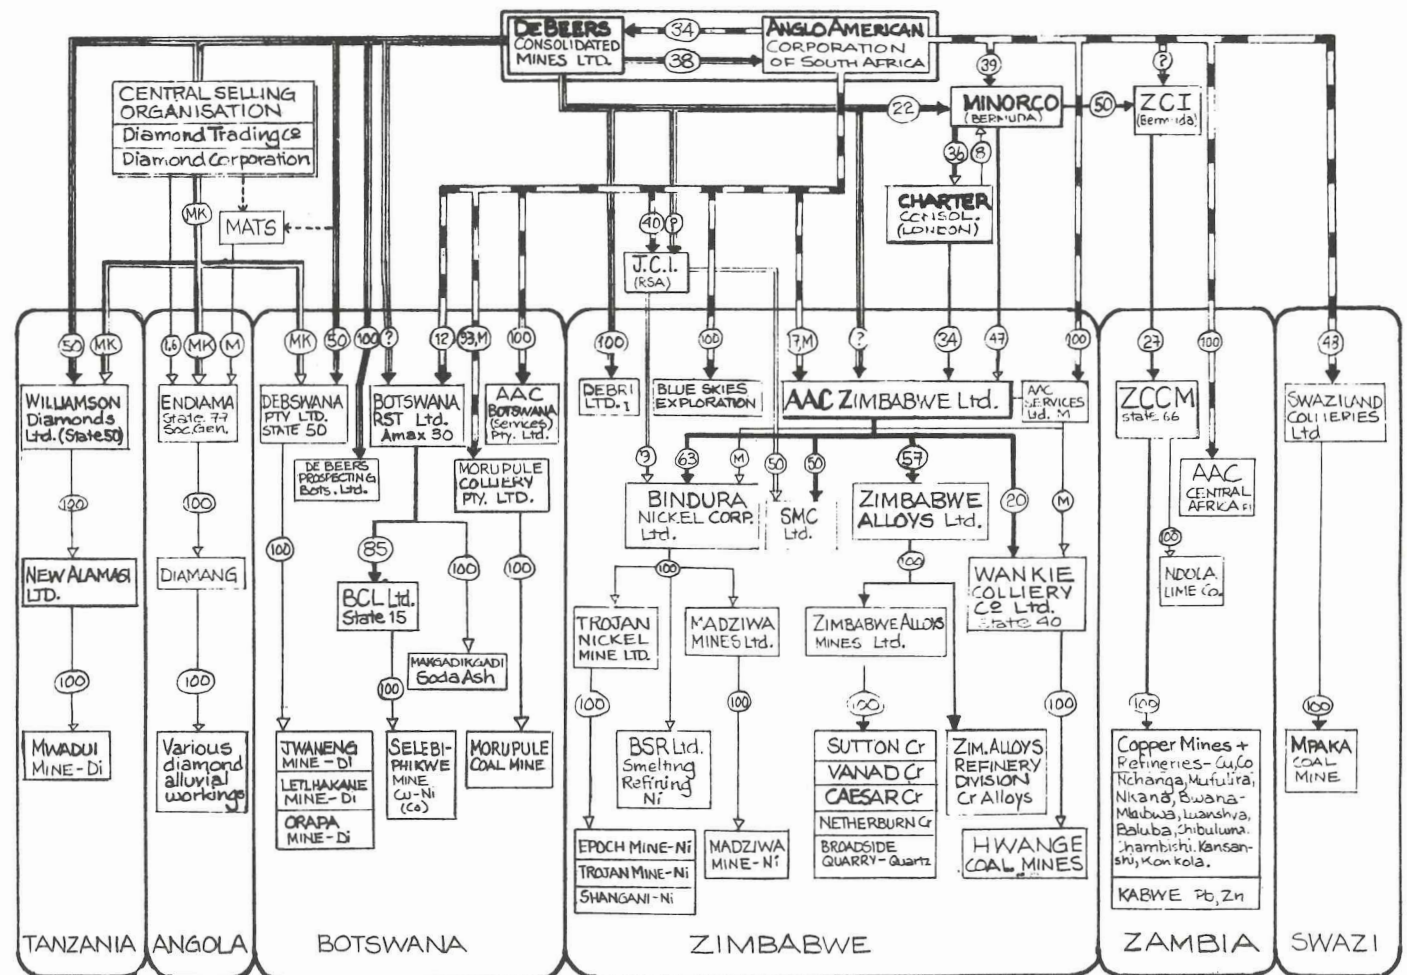 DE BEERS
CONSOLIDATED
MINES LTD.
34
38
ANGLO AMERICAN
CORPORATION
OF SOUTH AFRICA
39
?
CENTRAL SELLING
ORGANISATION
Diamond Trading Co
Diamond Corporation
22
MINORCO
(BERMUDA)
50
ZCI
(Bermuda)
36
8
MK
MATS
40
?
CHARTER
CONSOL.
(LONDON)
J.C.I.
(RSA)
50
MK
1.6
MK
M
MK
50
100
?
12
93,M
100
100
100
17,M
?
34
47
100
27
100
48
WILLIAMSON
Diamonds
Ltd. (State 50)
ENDIAMA
State 77
Soc.Gen.
DEBSWANA
PTY LTD.
STATE 50
BOTSWANA
RST Ltd.
Amax 30
AAC
BOTSWANA
(Services)
Pty. Ltd.
DEBRI
LTD.
BLUE SKIES
EXPLORATION
AAC ZIMBABWE Ltd.
AAC
SERVICES
Ltd. M
ZCCM
State 66
SWAZILAND
COLLIERIES
Ltd
DE BEERS
PROSPECTING
Bots. Ltd.
MORUPULE
COLLIERY
PTY. LTD.
13
63
M
50
50
57
20
M
AAC
CENTRAL
AFRICA
BINDURA
NICKEL CORP.
Ltd.
SMC
Ltd.
ZIMBABWE
ALLOYS Ltd.
100
100
100
85
100
100
100
100
100
NEW ALAMASI
LTD.
DIAMANG
BCL Ltd.
State 15
WANKIE
COLLIERY
Co Ltd.
State 40
NDOLA
LIME Co.
TROJAN
NICKEL
MINE LTD.
MADZIWA
MINES Ltd.
ZIMBABWE ALLOYS
MINES Ltd.
MAKGADIKGADI
Soda Ash
100
100
100
100
100
100
100
100
100
MWADUI
MINE-Di
Various
diamond
alluvial
workings
JWANENG
MINE-Di
LETLHAKANE
MINE-Di
ORAPA
MINE-Di
SELEBI-
PHIKWE
MINE
Cu-Ni
(Co)
MORUPULE
COAL MINE
BSR Ltd.
Smelting
Refining
Ni
SUTTON Cr
VANAD Cr
CAESAR Cr
NETHERBURN Cr
BROADSIDE
QUARRY-Quartz
ZIM. ALLOYS
REFINERY
DIVISION
Cr Alloys
Copper Mines +
Refineries-Cu,Co
Nchanga, Mufulira,
Nkana, Bwana-
Mkubwa, Luanshya,
Baluba, Chibuluma.
Chambishi. Kansan-
shi, Konkola.
KABWE Pb, Zn
MPAKA
COAL
MINE
EPOCH MINE-Ni
TROJAN MINE-Ni
SHANGANI-Ni
MADZIWA
MINE-Ni
HWANGE
COAL MINES
TANZANIA
ANGOLA
BOTSWANA
ZIMBABWE
ZAMBIA
SWAZI